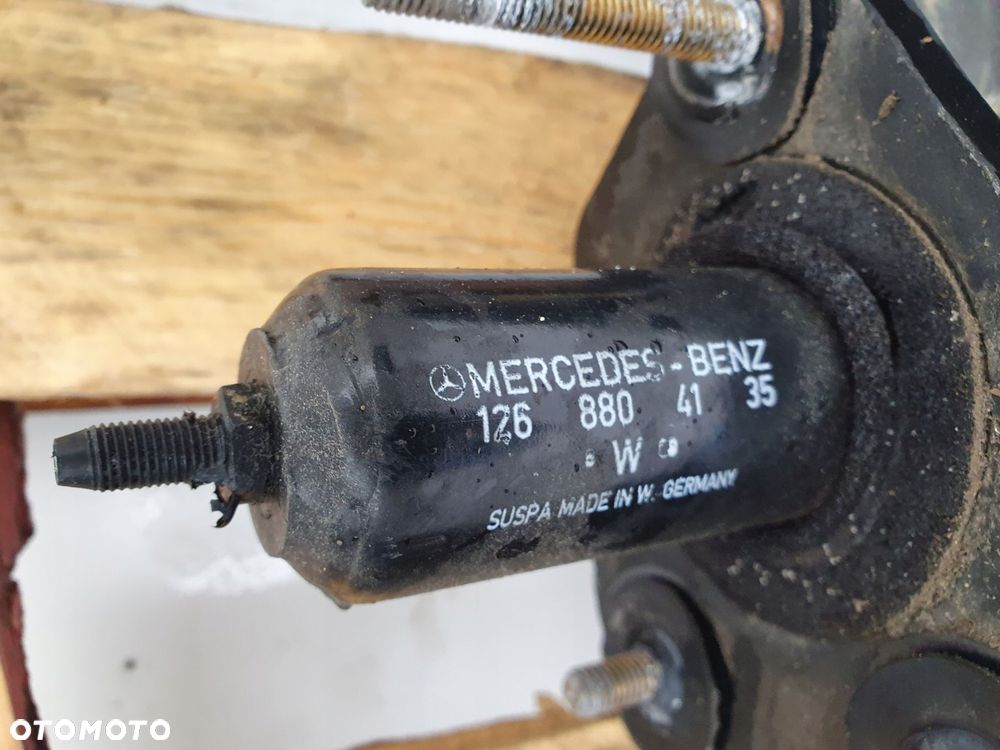 MERCEDES-BENZ
126 880 41 35
W
SUSPA MADE IN W. GERMANY
OTOMOTO